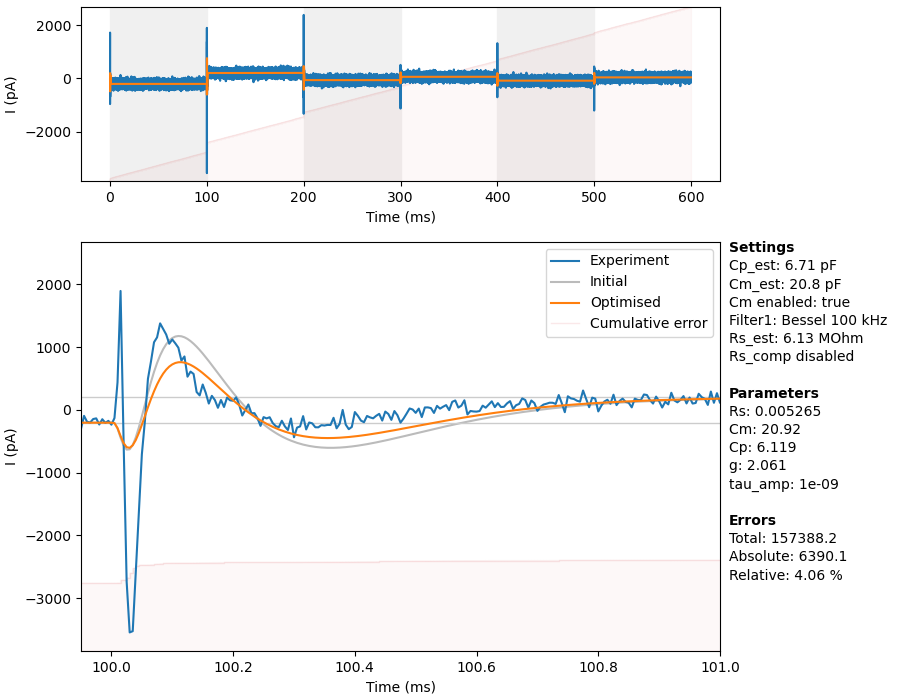 2000
0
−2000
I (pA)
0 100 200 300 400 500 600
Time (ms)
2000
1000
0
−1000
−2000
−3000
I (pA)
Experiment
Initial
Optimised
Cumulative error
100.0 100.2 100.4 100.6 100.8 101.0
Time (ms)
Settings
Cp_est: 6.71 pF
Cm_est: 20.8 pF
Cm enabled: true
Filter1: Bessel 100 kHz
Rs_est: 6.13 MOhm
Rs_comp disabled
Parameters
Rs: 0.005265
Cm: 20.92
Cp: 6.119
g: 2.061
tau_amp: 1e-09
Errors
Total: 157388.2
Absolute: 6390.1
Relative: 4.06 %